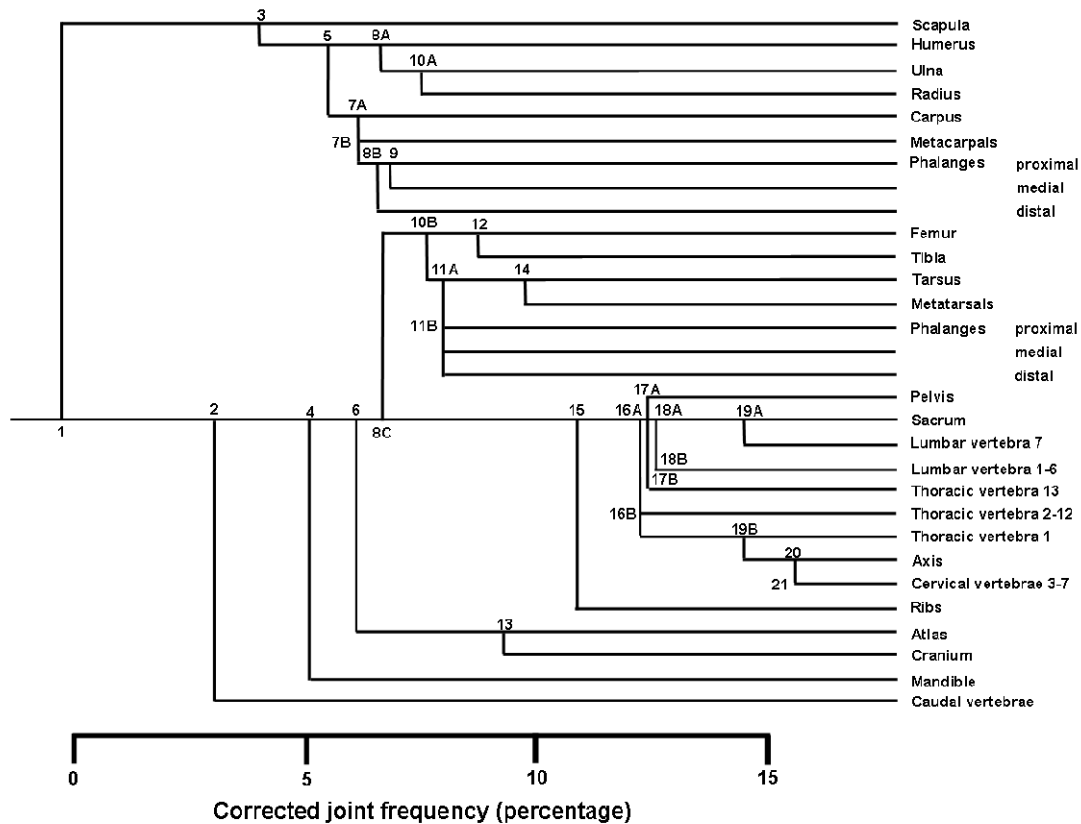 3 Scapula
5 8A Humerus
10A Ulna
Radius
7A Carpus
7B Metacarpals
8B 9 Phalanges proximal
medial
distal
10B 12 Femur
Tibla
11A 14 Tarsus
Metatarsals
11B Phalanges proximal
medial
distal
17A Pelvis
1 2 4 6 8C 15 16A 18A 19A Sacrum
Lumbar vertebra 7
18B Lumbar vertebra 1-6
17B Thoracic vertebra 13
16B Thoracic vertebra 2-12
19B Thoracic vertebra 1
20 Axis
21 Cervical vertebrae 3-7
Ribs
13 Atlas
Cranium
Mandible
Caudal vertebrae
0 5 10 15
Corrected joint frequency (percentage)